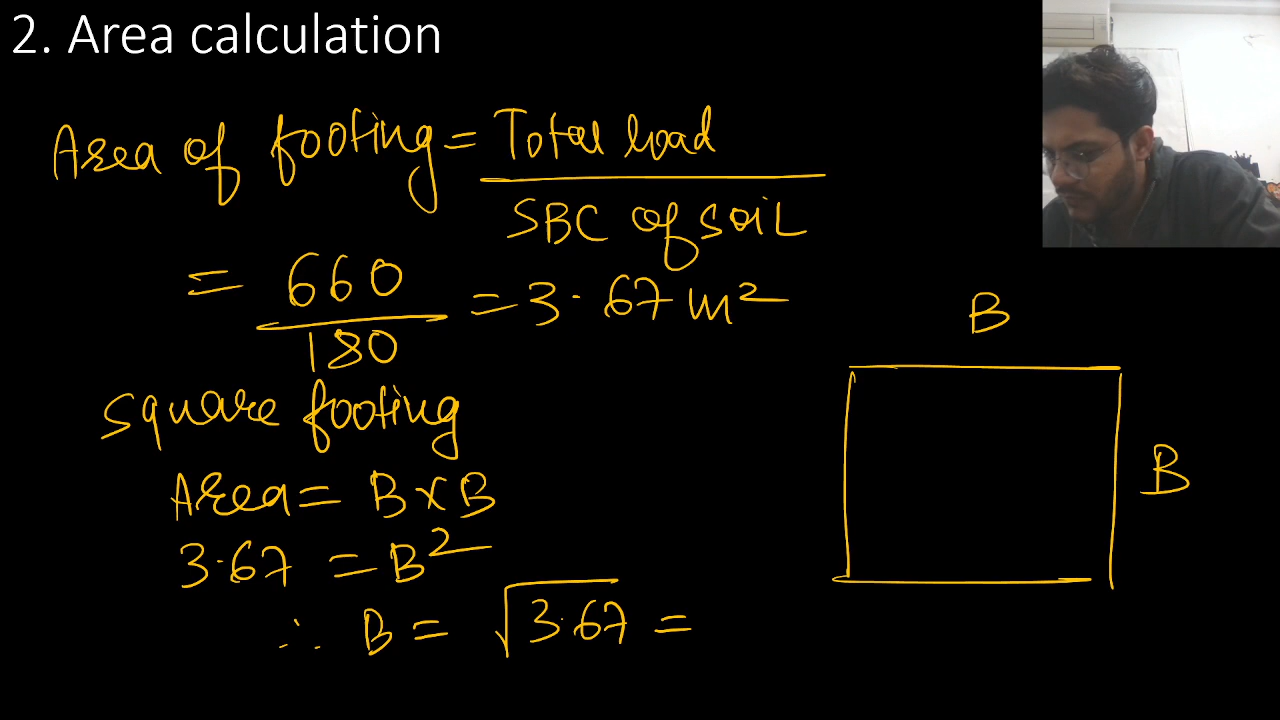 2. Area calculation
Area of footing = Total load
SBC of soil
= 660
180
= 3.67 m²
B
square footing
Area = B x B
B
3.67 = B²
∴ B = √3.67 =